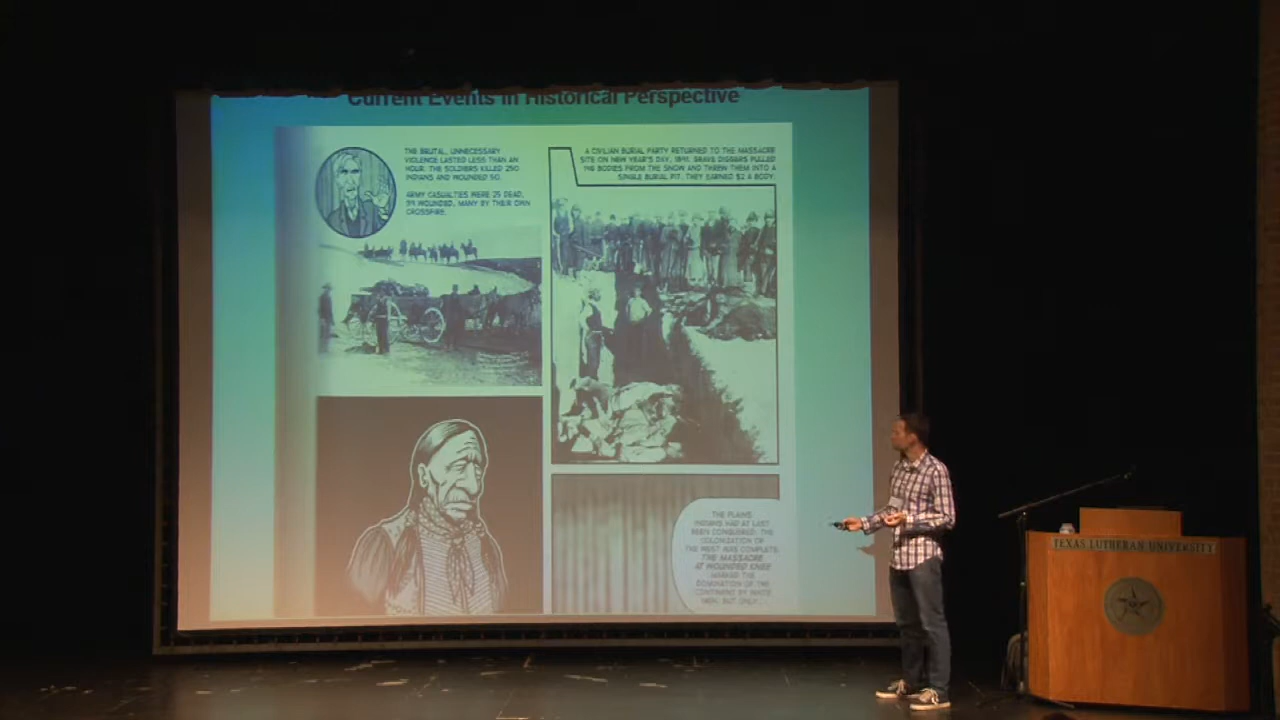 Current Events in Historical Perspective
THE BRUTAL, UNNECESSARY
VIOLENCE LASTED LESS THAN AN
HOUR. THE SOLDIERS KILLED 250
INDIANS AND WOUNDED 50.
ARMY CASUALTIES WERE 25 DEAD,
39 WOUNDED, MANY BY THEIR OWN
CROSSFIRE.
A CIVILIAN BURIAL PARTY RETURNED TO THE MASSACRE
SITE ON NEW YEAR'S DAY, 1891. GRAVE DIGGERS PULLED
146 BODIES FROM THE SNOW AND THREW THEM INTO A
SINGLE BURIAL PIT. THEY EARNED $2 A BODY.
THE PLAINS
INDIANS HAD AT LAST
BEEN CONQUERED. THE
COLONIZATION OF
THE WEST WAS COMPLETE.
THE MASSACRE
AT WOUNDED KNEE
MARKED THE
DOMINATION OF THE
CONTINENT BY WHITE
MEN. BUT ONLY...
TEXAS LUTHERAN UNIVERSITY